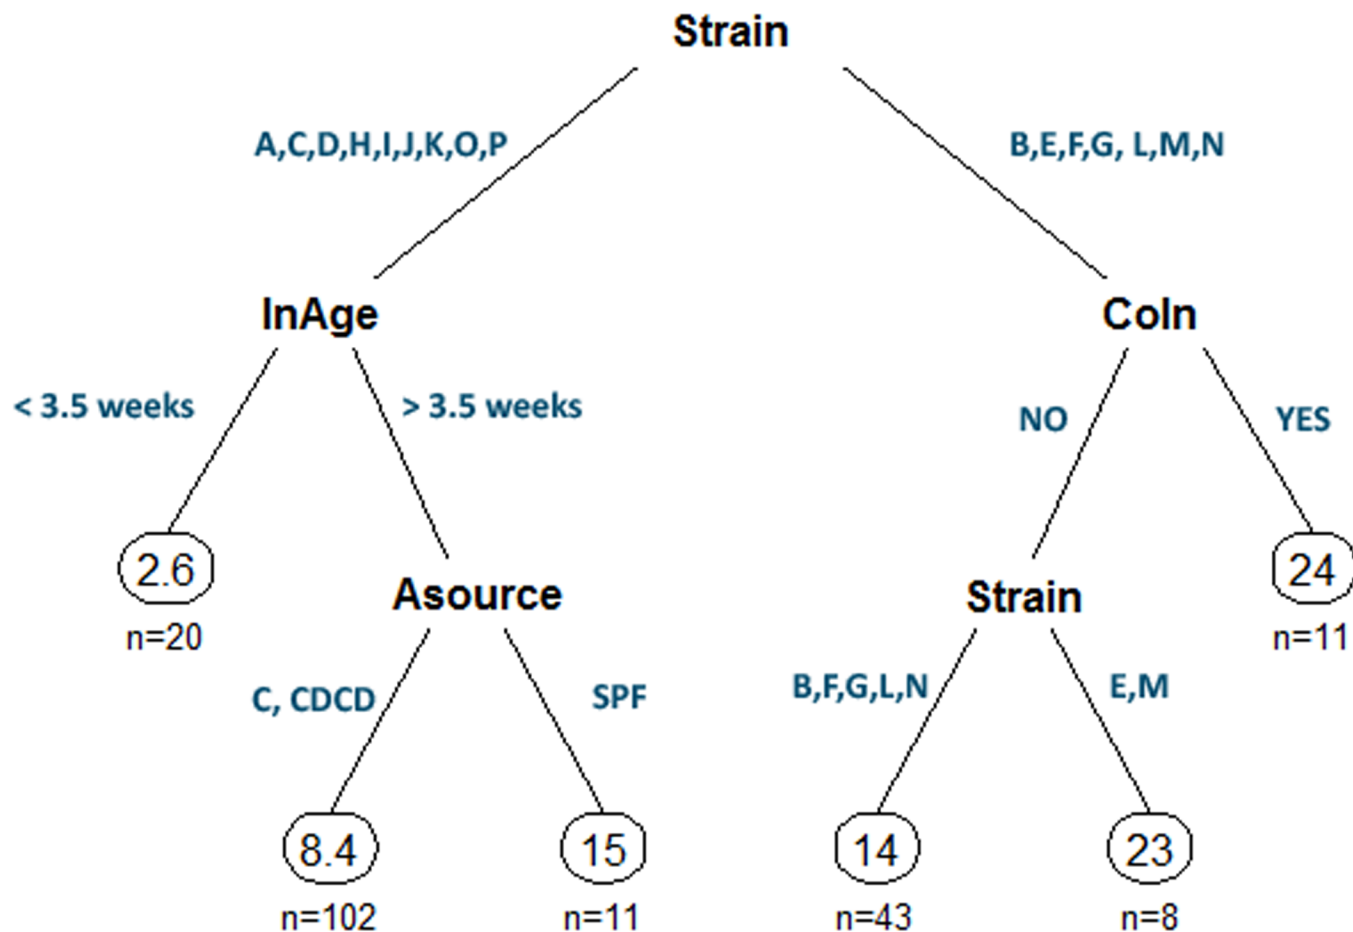 Strain
A,C,D,H,I,J,K,O,P
B,E,F,G, L,M,N
InAge
CoIn
< 3.5 weeks
> 3.5 weeks
NO
YES
2.6
n=20
24
n=11
Asource
Strain
C, CDCD
SPF
B,F,G,L,N
E,M
8.4
15
14
23
n=102
n=11
n=43
n=8